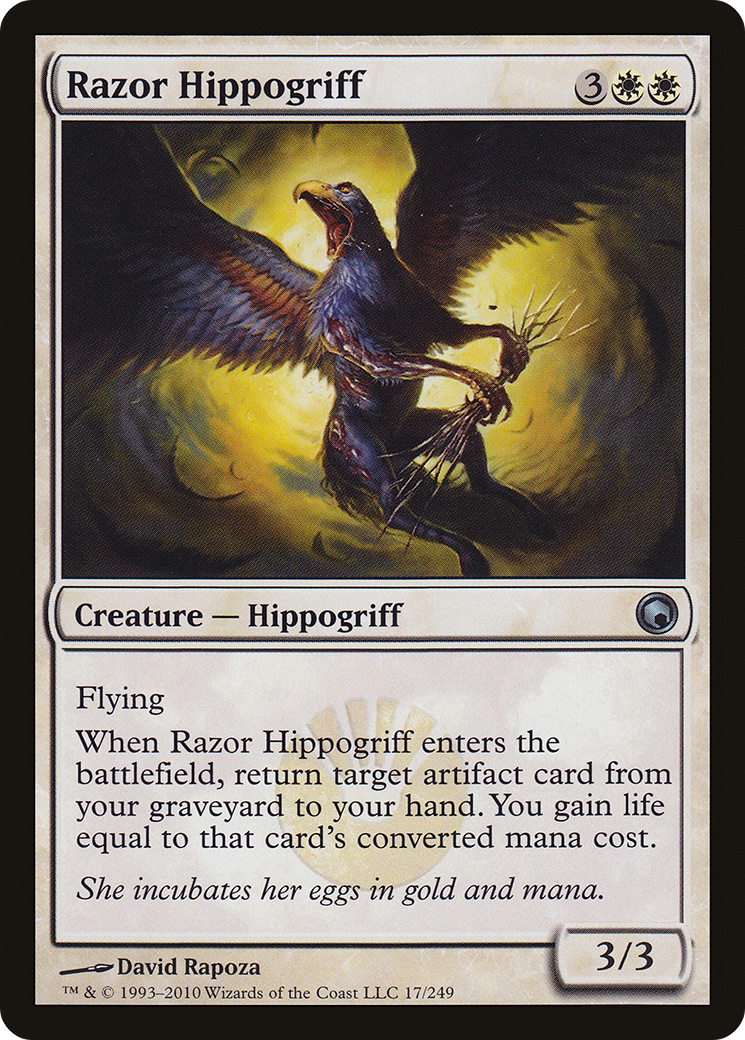 Razor Hippogriff 3
Creature — Hippogriff
Flying
When Razor Hippogriff enters the
battlefield, return target artifact card from
your graveyard to your hand. You gain life
equal to that card's converted mana cost.
She incubates her eggs in gold and mana.
3/3
David Rapoza
™ & © 1993–2010 Wizards of the Coast LLC 17/249